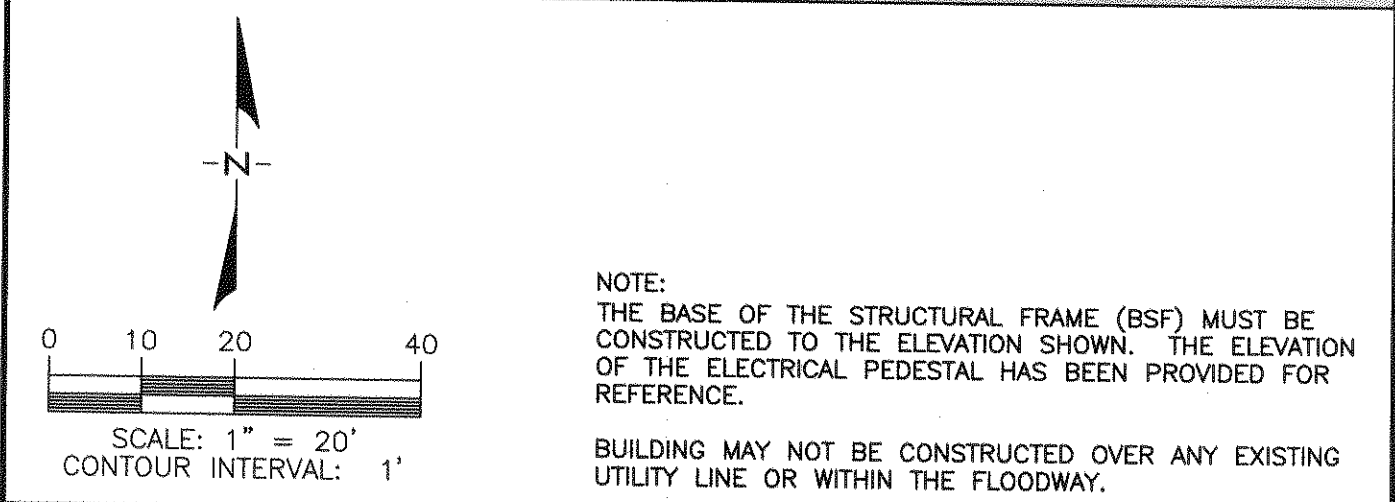 -N-
0 10 20 40
SCALE: 1" = 20'
CONTOUR INTERVAL: 1'
NOTE:
THE BASE OF THE STRUCTURAL FRAME (BSF) MUST BE
CONSTRUCTED TO THE ELEVATION SHOWN. THE ELEVATION
OF THE ELECTRICAL PEDESTAL HAS BEEN PROVIDED FOR
REFERENCE.
BUILDING MAY NOT BE CONSTRUCTED OVER ANY EXISTING
UTILITY LINE OR WITHIN THE FLOODWAY.